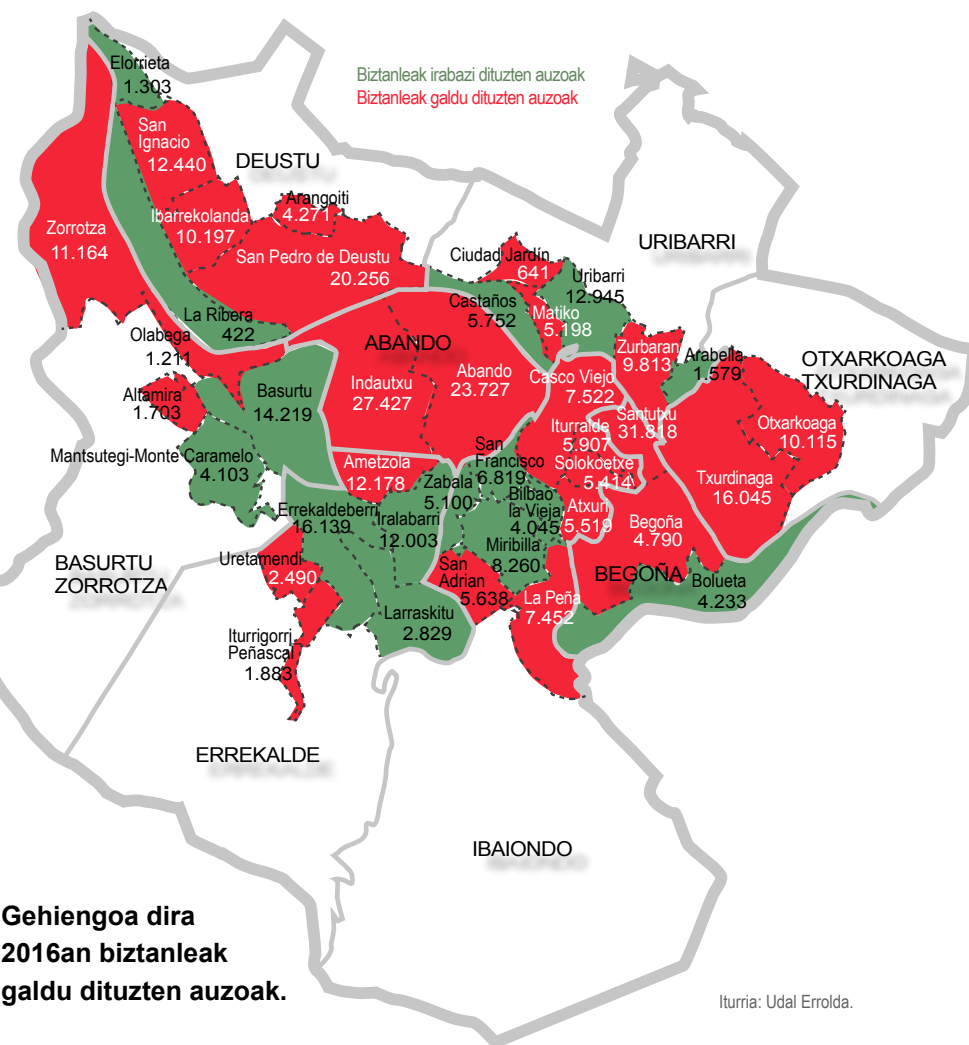 Biztanleak irabazi dituzten auzoak
Biztanleak galdu dituzten auzoak
Elorrieta
1.303
San
Ignacio
12.440
DEUSTU
Arangoiti
4.271
Ibarrekolanda
10.197
Zorrotza
11.164
San Pedro de Deustu
20.256
Ciudad Jardín
641
URIBARRI
Uribarri
12.945
Castaños
5.752
Matiko
5.198
La Ribera
422
Olabega
1.211
ABANDO
Zurbaran
9.813
Arabella
1.579
OTXARKOAGA
TXURDINAGA
Altamira
1.703
Basurtu
14.219
Indautxu
27.427
Abando
23.727
Casco Viejo
7.522
Santutxu
31.818
Otxarkoaga
10.115
Iturralde
5.907
Mantsutegi-Monte Caramelo
4.103
Ametzola
12.178
San
Francisco
6.819
Solokoetxe
5.414
Txurdinaga
16.045
Zabala
5.100
Bilbao
la Vieja
4.045
Atxuri
5.519
Errekaldeberri
16.139
Iralabarri
12.003
Begoña
4.790
Miribilla
8.260
BASURTU
ZORROTZA
Uretamendi
2.490
San
Adrian
5.638
BEGOÑA
Bolueta
4.233
La Peña
7.452
Larraskitu
2.829
Iturrigorri
Peñascal
1.883
ERREKALDE
IBAIONDO
Gehiengoa dira
2016an biztanleak
galdu dituzten auzoak.
Iturria: Udal Errolda.